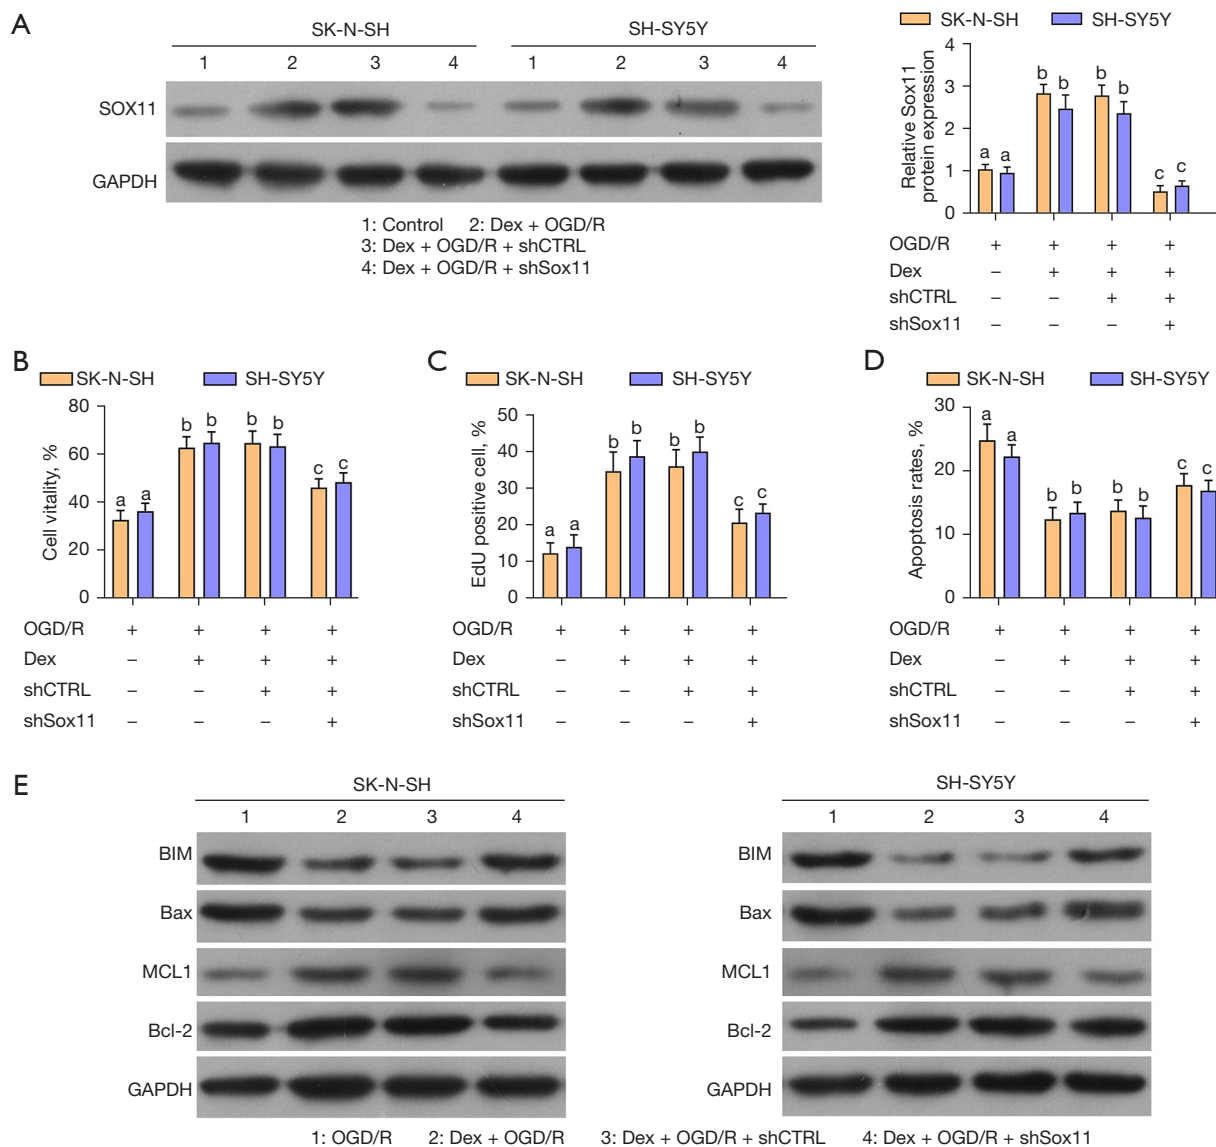 A
SK-N-SH SH-SY5Y
1 2 3 4 1 2 3 4
SOX11
GAPDH
1: Control 2: Dex + OGD/R
3: Dex + OGD/R + shCTRL
4: Dex + OGD/R + shSox11
SK-N-SH SH-SY5Y
Relative Sox11
protein expression
4
3
2
1
0
a a b b b b c c
OGD/R + + + +
Dex – + + +
shCTRL – – + +
shSox11 – – – +
B
SK-N-SH SH-SY5Y
Cell vitality, %
80
60
40
20
0
a a b b b b c c
OGD/R + + + +
Dex – + + +
shCTRL – – + +
shSox11 – – – +
C
SK-N-SH SH-SY5Y
EdU positive cell, %
50
40
30
20
10
0
a a b b b b c c
OGD/R + + + +
Dex – + + +
shCTRL – – + +
shSox11 – – – +
D
SK-N-SH SH-SY5Y
Apoptosis rates, %
30
20
10
0
a a b b b b c c
OGD/R + + + +
Dex – + + +
shCTRL – – + +
shSox11 – – – +
E
SK-N-SH
1 2 3 4
BIM
Bax
MCL1
Bcl-2
GAPDH
SH-SY5Y
1 2 3 4
BIM
Bax
MCL1
Bcl-2
GAPDH
1: OGD/R 2: Dex + OGD/R 3: Dex + OGD/R + shCTRL 4: Dex + OGD/R + shSox11